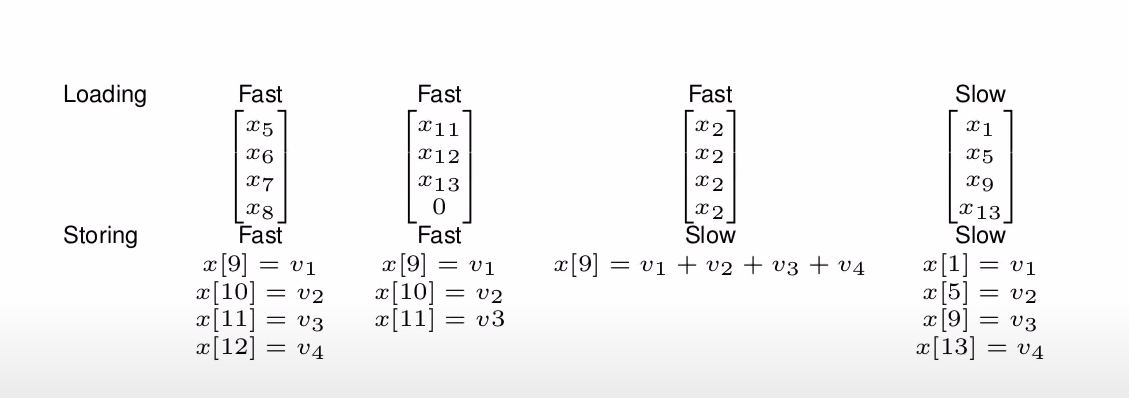 Loading Fast Fast Fast Slow
x5 x11 x2 x1
x6 x12 x2 x5
x7 x13 x2 x9
x8 0 x2 x13
Storing Fast Fast Slow Slow
x[9] = v1 x[9] = v1 x[9] = v1 + v2 + v3 + v4 x[1] = v1
x[10] = v2 x[10] = v2 x[5] = v2
x[11] = v3 x[11] = v3 x[9] = v3
x[12] = v4 x[13] = v4